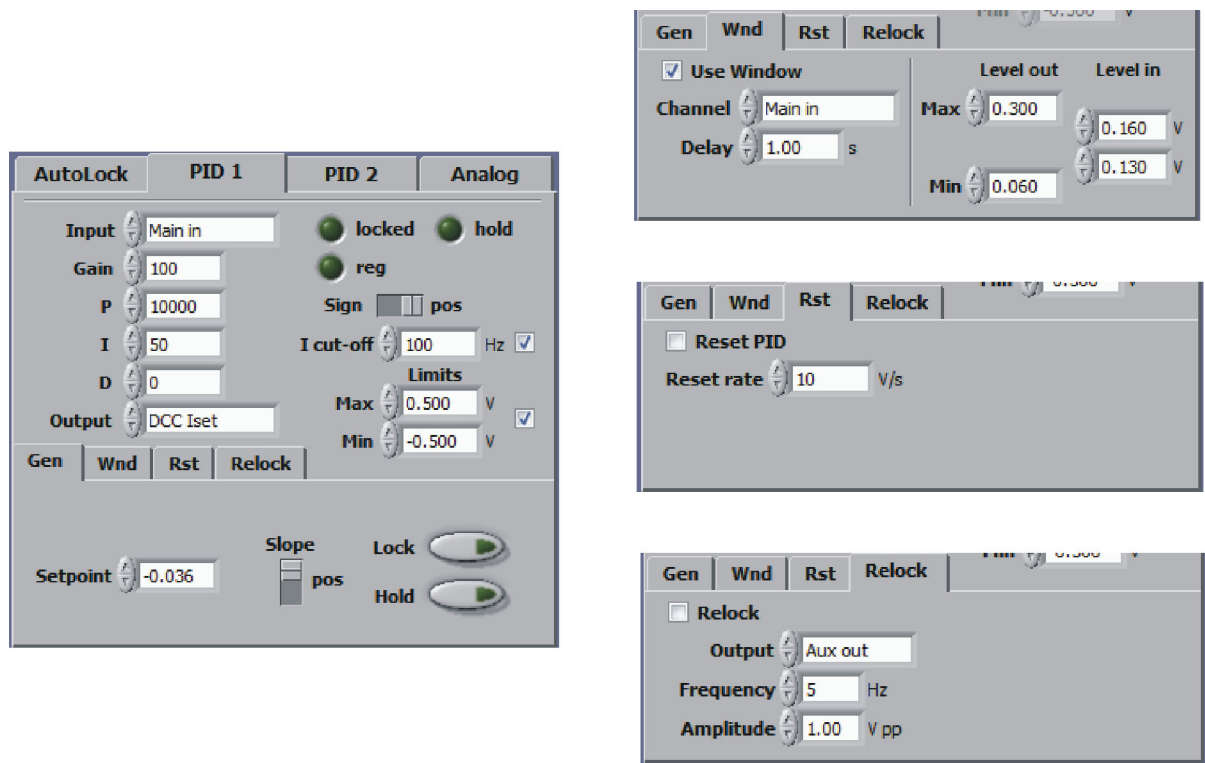 AutoLock PID 1 PID 2 Analog
Input Main in locked hold
Gain 100 reg
P 10000 Sign pos
I 50 I cut-off 100 Hz
D 0 Limits
Max 0.500 V
Output DCC Iset
Min -0.500 V
Gen Wnd Rst Relock
Slope Lock
Setpoint -0.036 pos
Hold
Gen Wnd Rst Relock
Use Window Level out Level in
Channel Main in Max 0.300
0.160 V
Delay 1.00 s
0.130 V
Min 0.060
Gen Wnd Rst Relock
Reset PID
Reset rate 10 V/s
Gen Wnd Rst Relock
Relock
Output Aux out
Frequency 5 Hz
Amplitude 1.00 V pp